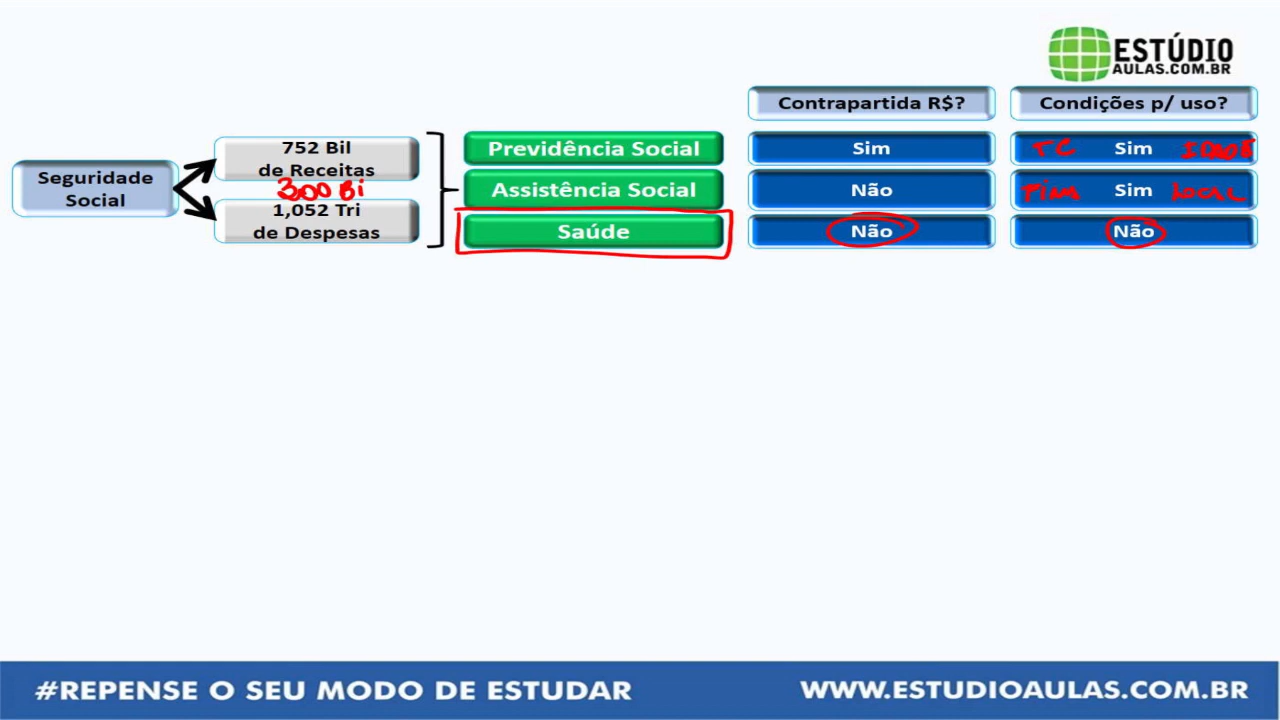 ESTÚDIO
AULAS.COM.BR
Contrapartida R$?
Condições p/ uso?
Seguridade
Social
752 Bil
de Receitas
300 Bi
1,052 Tri
de Despesas
Previdência Social
Sim
TC Sim IDADE
Assistência Social
Não
Sim LOCAL
Saúde
Não
Não
#REPENSE O SEU MODO DE ESTUDAR
WWW.ESTUDIOAULAS.COM.BR